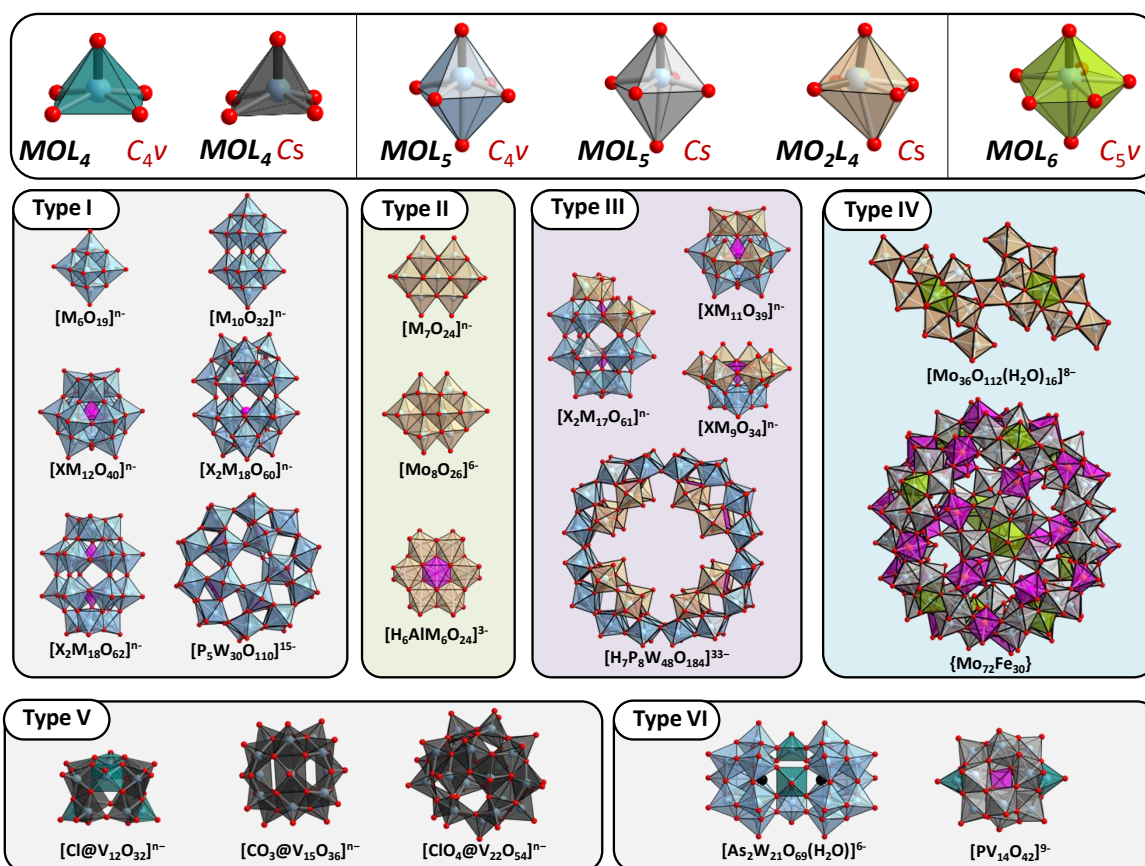 MOL₄ C₄v MOL₄ Cs MOL₅ C₄v MOL₅ Cs MO₂L₄ Cs MOL₆ C₅v
Type I
[M₆O₁₉]ⁿ⁻ [M₁₀O₃₂]ⁿ⁻
[XM₁₂O₄₀]ⁿ⁻ [X₂M₁₈O₆₀]ⁿ⁻
[X₂M₁₈O₆₂]ⁿ⁻ [P₅W₃₀O₁₁₀]¹⁵⁻
Type II
[M₇O₂₄]ⁿ⁻
[Mo₈O₂₆]⁶⁻
[H₆AlM₆O₂₄]³⁻
Type III
[XM₁₁O₃₉]ⁿ⁻
[X₂M₁₇O₆₁]ⁿ⁻ [XM₉O₃₄]ⁿ⁻
[H₇P₈W₄₈O₁₈₄]³³⁻
Type IV
[Mo₃₆O₁₁₂(H₂O)₁₆]⁸⁻
{Mo₇₂Fe₃₀}
Type V
[Cl@V₁₂O₃₂]ⁿ⁻ [CO₃@V₁₅O₃₆]ⁿ⁻ [ClO₄@V₂₂O₅₄]ⁿ⁻
Type VI
[As₂W₂₁O₆₉(H₂O)]⁶⁻ [PV₁₄O₄₂]⁹⁻